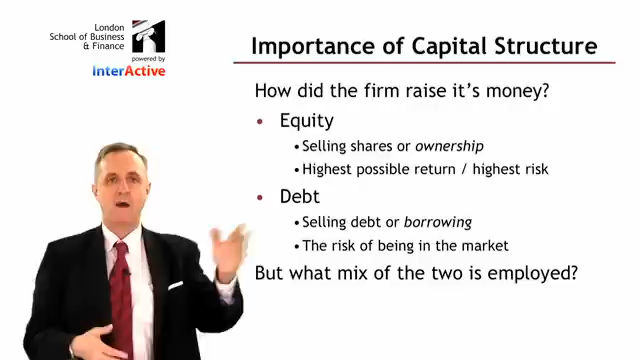 London
School of Business
& Finance
powered by
InterActive
Importance of Capital Structure
How did the firm raise it's money?
• Equity
•Selling shares or ownership
•Highest possible return / highest risk
• Debt
•Selling debt or borrowing
•The risk of being in the market
But what mix of the two is employed?